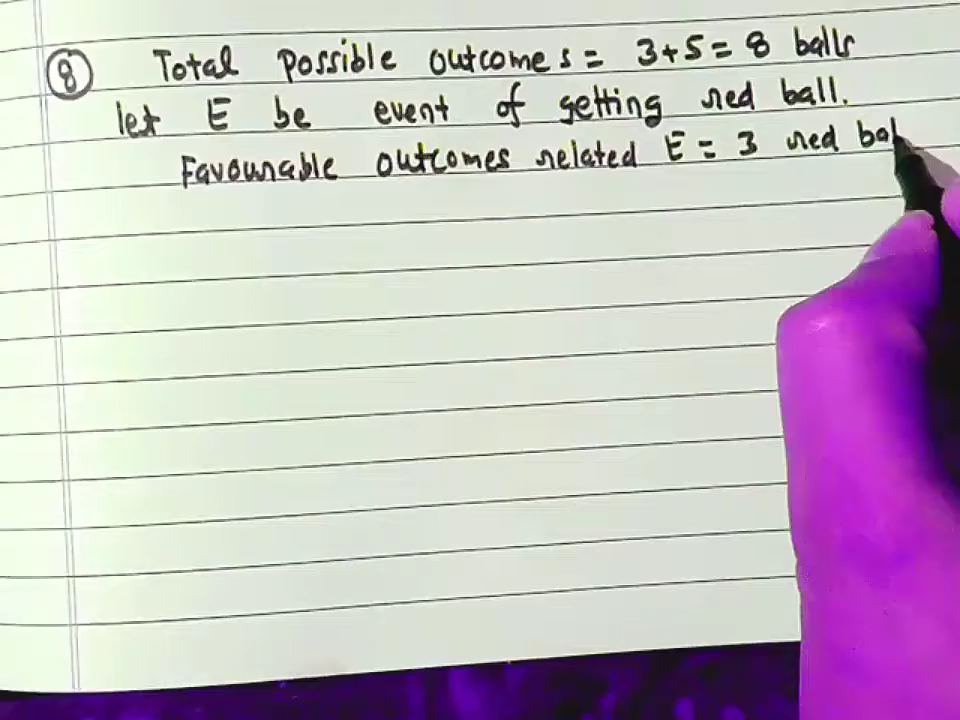 8 Total possible outcomes = 3+5 = 8 balls
let E be event of getting red ball.
Favourable outcomes related E = 3 red bal